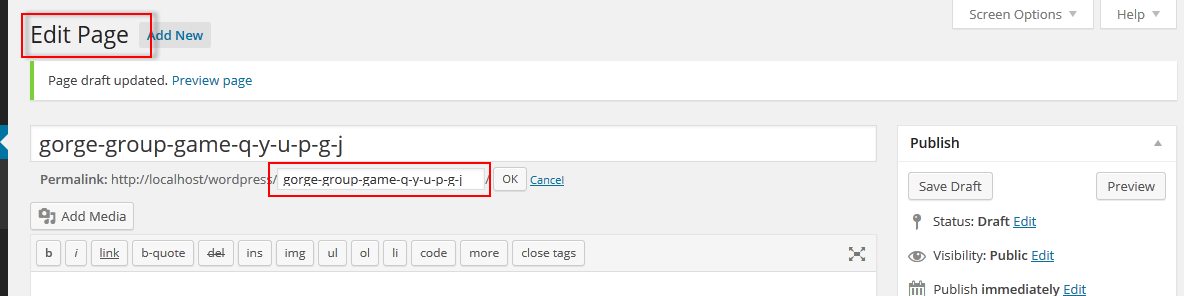 Screen Options Help
Edit Page Add New
Page draft updated. Preview page
gorge-group-game-q-y-u-p-g-j
Permalink: http://localhost/wordpress/gorge-group-game-q-y-u-p-g-j/ OK Cancel
Add Media
b i link b-quote del ins img ul ol li code more close tags
Publish
Save Draft Preview
Status: Draft Edit
Visibility: Public Edit
Publish immediately Edit